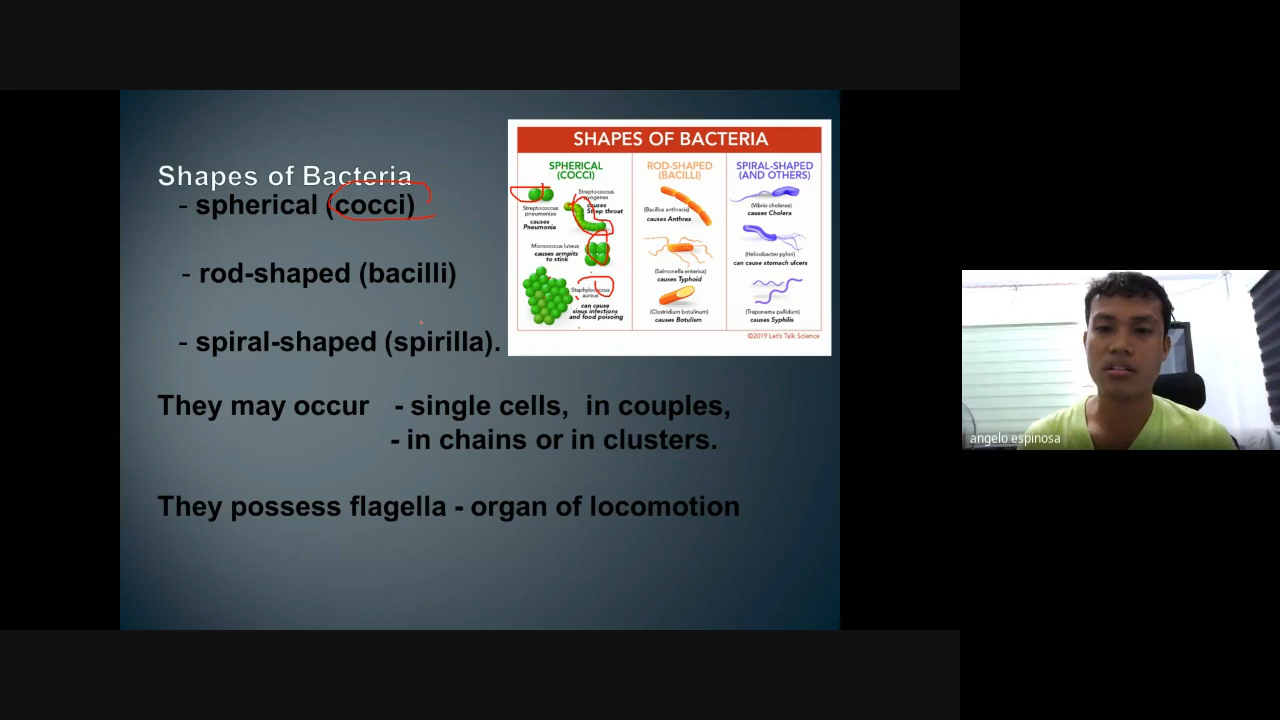 Shapes of Bacteria
- spherical (cocci)
- rod-shaped (bacilli)
- spiral-shaped (spirilla).
They may occur - single cells, in couples,
- in chains or in clusters.
They possess flagella - organ of locomotion
SHAPES OF BACTERIA
SPHERICAL
(COCCI)
Streptococcus
pneumoniae
causes
Pneumonia
Streptococcus
pyogenes
causes
Strep throat
Micrococcus luteus
causes armpits
to stink
Staphylococcus
aureus
can cause
sinus infections
and food poisoning
ROD-SHAPED
(BACILLI)
(Bacillus anthracis)
causes Anthrax
(Salmonella enterica)
causes Typhoid
(Clostridium botulinum)
causes Botulism
SPIRAL-SHAPED
(AND OTHERS)
(Vibrio cholerae)
causes Cholera
(Helicobacter pylori)
can cause stomach ulcers
(Treponema pallidum)
causes Syphilis
©2019 Let's Talk Science
angelo espinosa